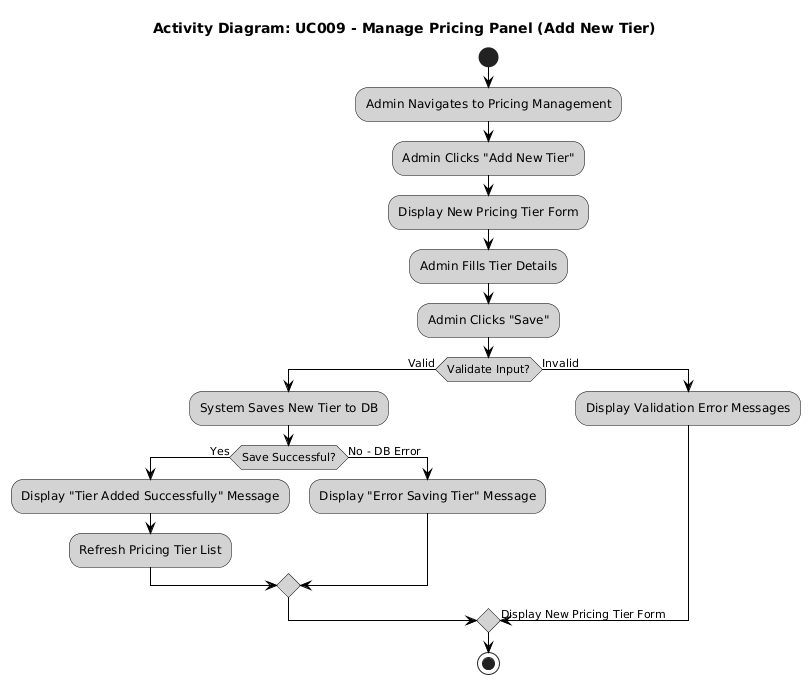 Activity Diagram: UC009 - Manage Pricing Panel (Add New Tier)
Admin Navigates to Pricing Management
Admin Clicks "Add New Tier"
Display New Pricing Tier Form
Admin Fills Tier Details
Admin Clicks "Save"
Valid
Validate Input?
Invalid
System Saves New Tier to DB
Display Validation Error Messages
Yes
Save Successful?
No - DB Error
Display "Tier Added Successfully" Message
Display "Error Saving Tier" Message
Refresh Pricing Tier List
Display New Pricing Tier Form